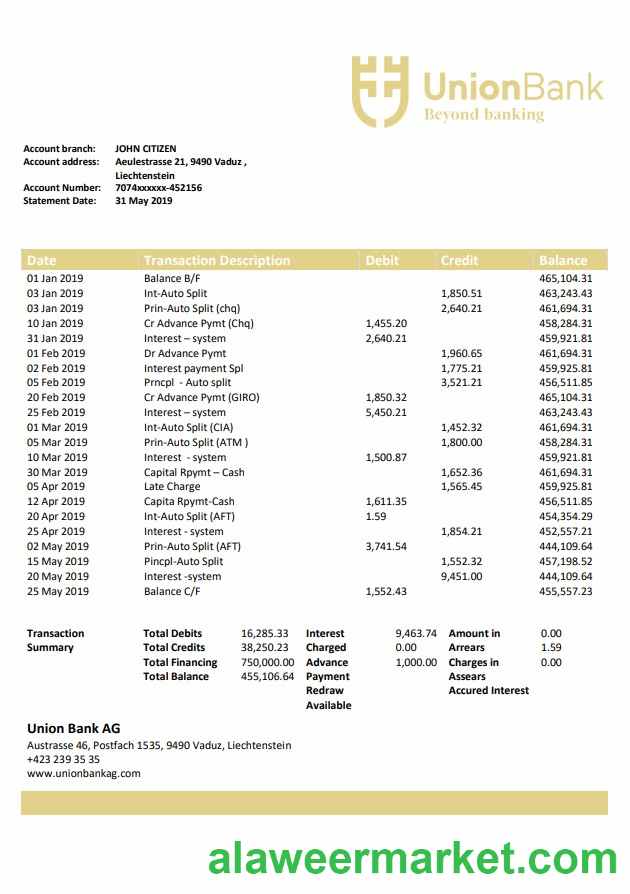 UnionBank
Beyond banking
Account branch: JOHN CITIZEN
Account address: Aeulestrasse 21, 9490 Vaduz ,
Liechtenstein
Account Number: 7074xxxxxx-452156
Statement Date: 31 May 2019
Date Transaction Description Debit Credit Balance
01 Jan 2019 Balance B/F 465,104.31
03 Jan 2019 Int-Auto Split 1,850.51 463,243.43
03 Jan 2019 Prin-Auto Split (chq) 2,640.21 461,694.31
10 Jan 2019 Cr Advance Pymt (Chq) 1,455.20 458,284.31
31 Jan 2019 Interest – system 2,640.21 459,921.81
01 Feb 2019 Dr Advance Pymt 1,960.65 461,694.31
02 Feb 2019 Interest payment Spl 1,775.21 459,925.81
05 Feb 2019 Prncpl - Auto split 3,521.21 456,511.85
20 Feb 2019 Cr Advance Pymt (GIRO) 1,850.32 465,104.31
25 Feb 2019 Interest – system 5,450.21 463,243.43
01 Mar 2019 Int-Auto Split (CIA) 1,452.32 461,694.31
05 Mar 2019 Prin-Auto Split (ATM ) 1,800.00 458,284.31
10 Mar 2019 Interest - system 1,500.87 459,921.81
30 Mar 2019 Capital Rpymt – Cash 1,652.36 461,694.31
05 Apr 2019 Late Charge 1,565.45 459,925.81
12 Apr 2019 Capita Rpymt-Cash 1,611.35 456,511.85
20 Apr 2019 Int-Auto Split (AFT) 1.59 454,354.29
25 Apr 2019 Interest - system 1,854.21 452,557.21
02 May 2019 Prin-Auto Split (AFT) 3,741.54 444,109.64
15 May 2019 Pincpl-Auto Split 1,552.32 457,198.52
20 May 2019 Interest -system 9,451.00 444,109.64
25 May 2019 Balance C/F 1,552.43 455,557.23
Transaction Total Debits 16,285.33 Interest 9,463.74 Amount in 0.00
Summary Total Credits 38,250.23 Charged 0.00 Arrears 1.59
Total Financing 750,000.00 Advance 1,000.00 Charges in 0.00
Total Balance 455,106.64 Payment Assears
Redraw Accured Interest
Available
Union Bank AG
Austrasse 46, Postfach 1535, 9490 Vaduz, Liechtenstein
+423 239 35 35
www.unionbankag.com
alaweermarket.com